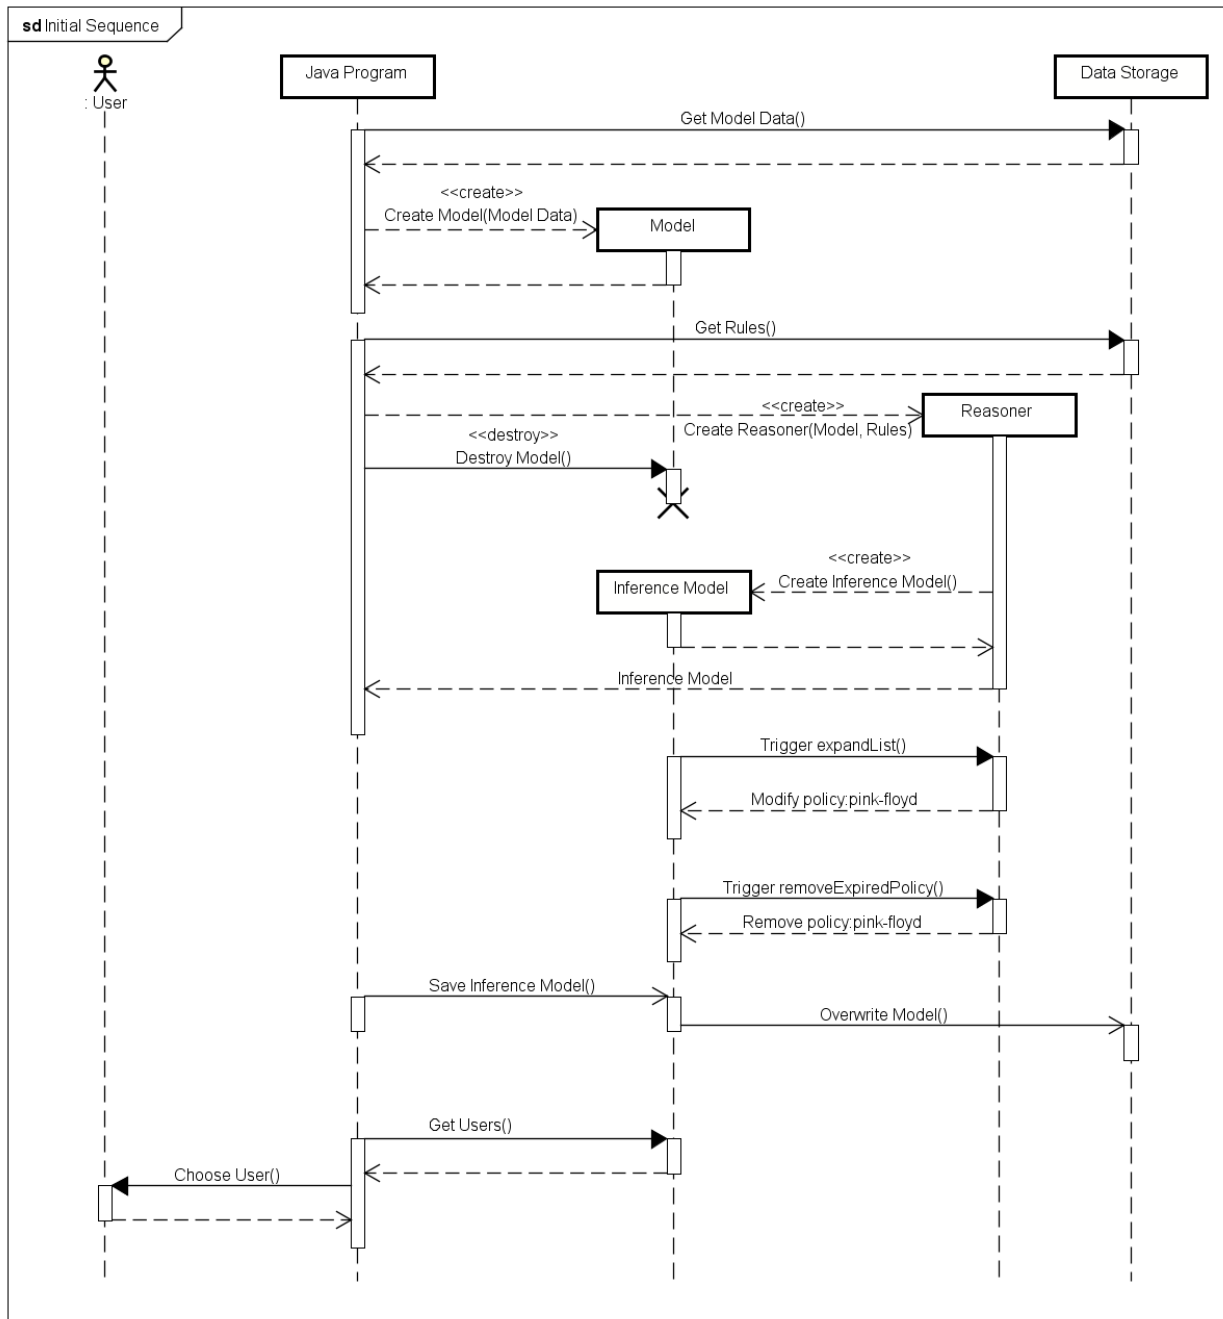 sd Initial Sequence
: User
Java Program
Data Storage
Get Model Data()
<<create>>
Create Model(Model Data)
Model
Get Rules()
<<create>>
Create Reasoner(Model, Rules)
Reasoner
<<destroy>>
Destroy Model()
<<create>>
Create Inference Model()
Inference Model
Inference Model
Trigger expandList()
Modify policy:pink-floyd
Trigger removeExpiredPolicy()
Remove policy:pink-floyd
Save Inference Model()
Overwrite Model()
Get Users()
Choose User()